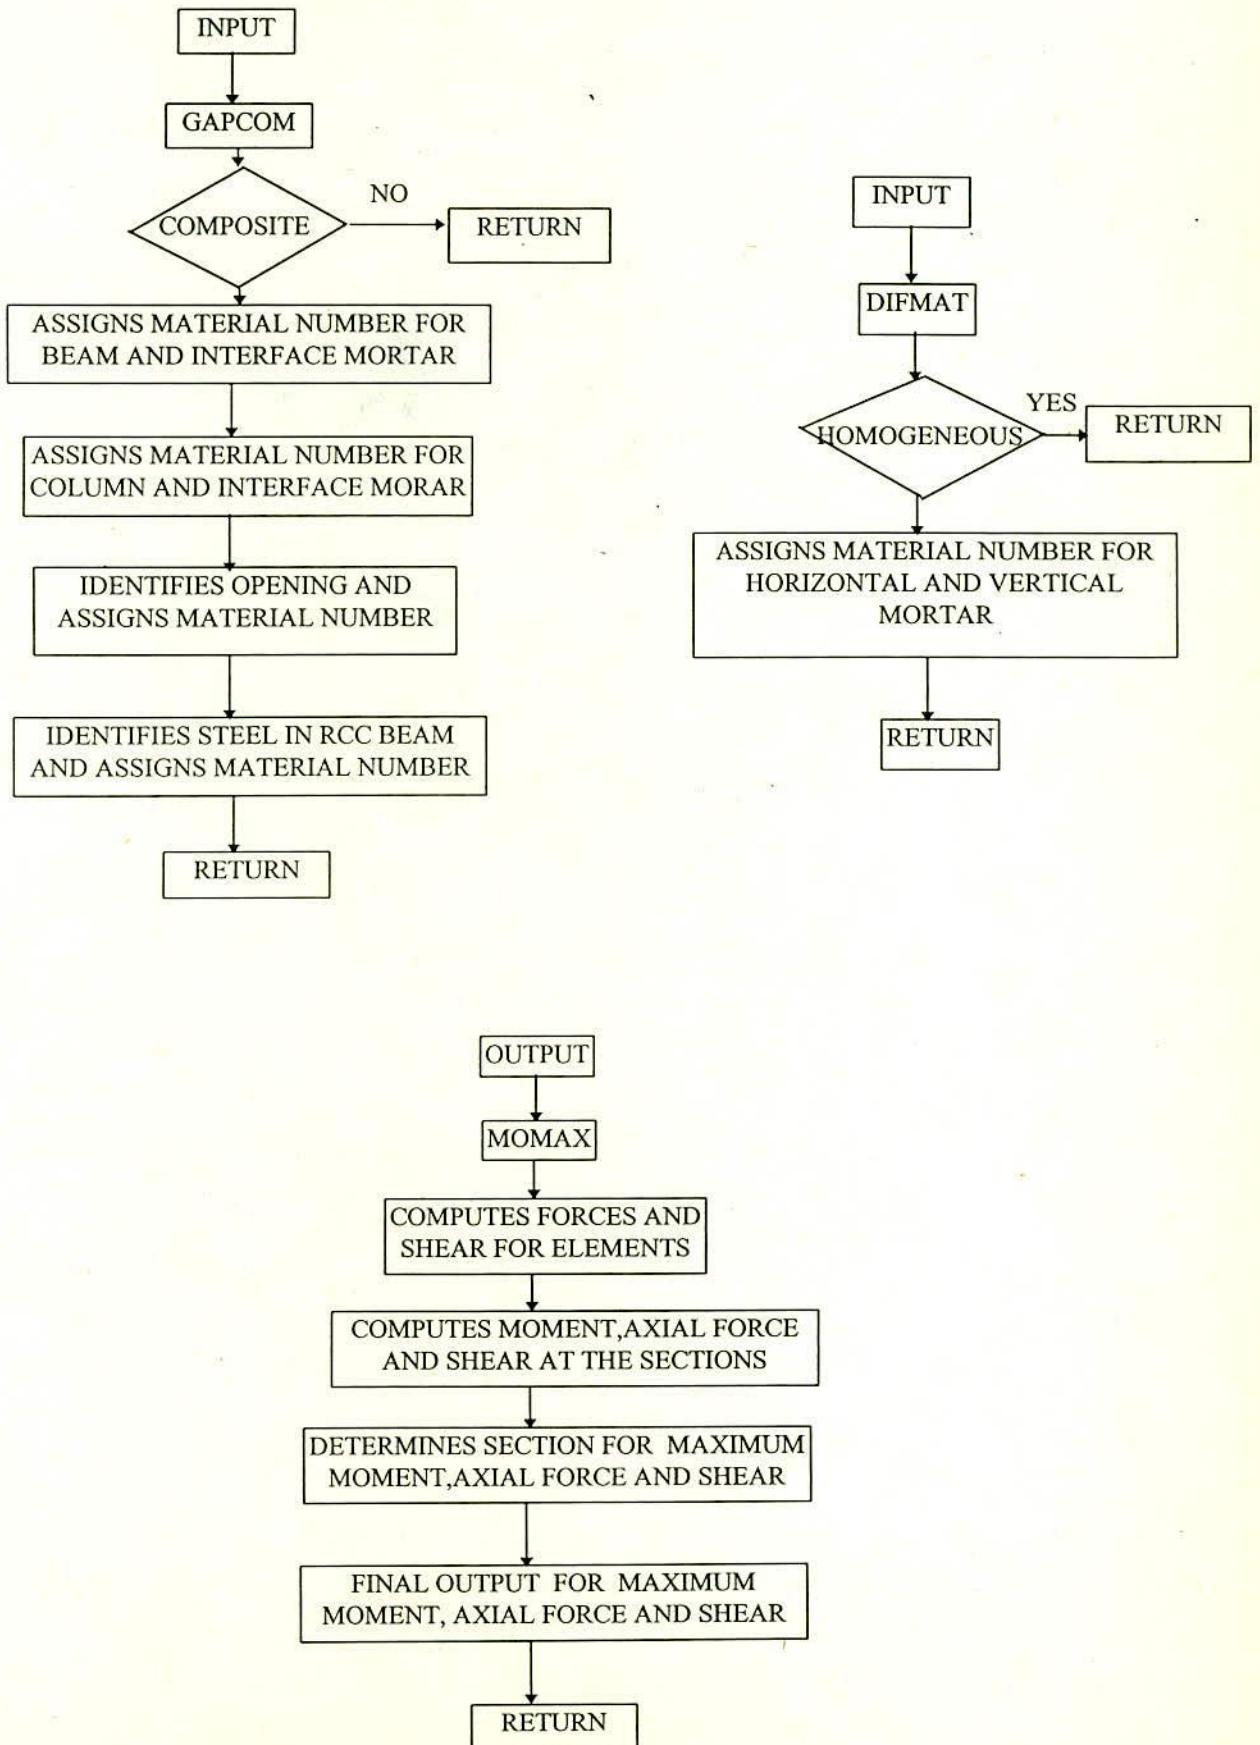 INPUT
GAPCOM
COMPOSITE
NO
RETURN
ASSIGNS MATERIAL NUMBER FOR
BEAM AND INTERFACE MORTAR
ASSIGNS MATERIAL NUMBER FOR
COLUMN AND INTERFACE MORAR
IDENTIFIES OPENING AND
ASSIGNS MATERIAL NUMBER
IDENTIFIES STEEL IN RCC BEAM
AND ASSIGNS MATERIAL NUMBER
RETURN
INPUT
DIFMAT
HOMOGENEOUS
YES
RETURN
ASSIGNS MATERIAL NUMBER FOR
HORIZONTAL AND VERTICAL
MORTAR
RETURN
OUTPUT
MOMAX
COMPUTES FORCES AND
SHEAR FOR ELEMENTS
COMPUTES MOMENT,AXIAL FORCE
AND SHEAR AT THE SECTIONS
DETERMINES SECTION FOR MAXIMUM
MOMENT,AXIAL FORCE AND SHEAR
FINAL OUTPUT FOR MAXIMUM
MOMENT, AXIAL FORCE AND SHEAR
RETURN